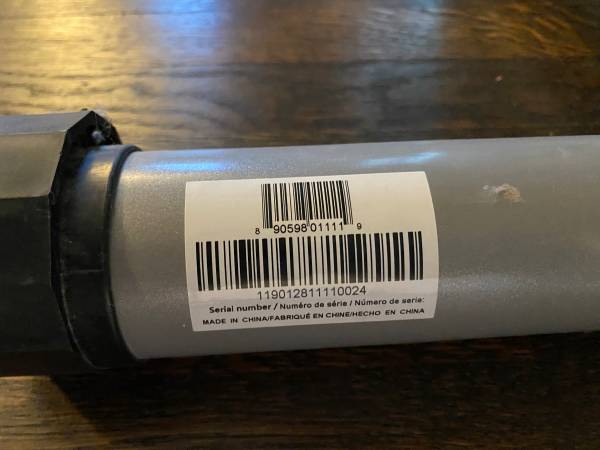 8 90598 01111 9
119012811110024
Serial number / Numéro de série / Número de serie:
MADE IN CHINA/FABRIQUÉ EN CHINE/HECHO EN CHINA